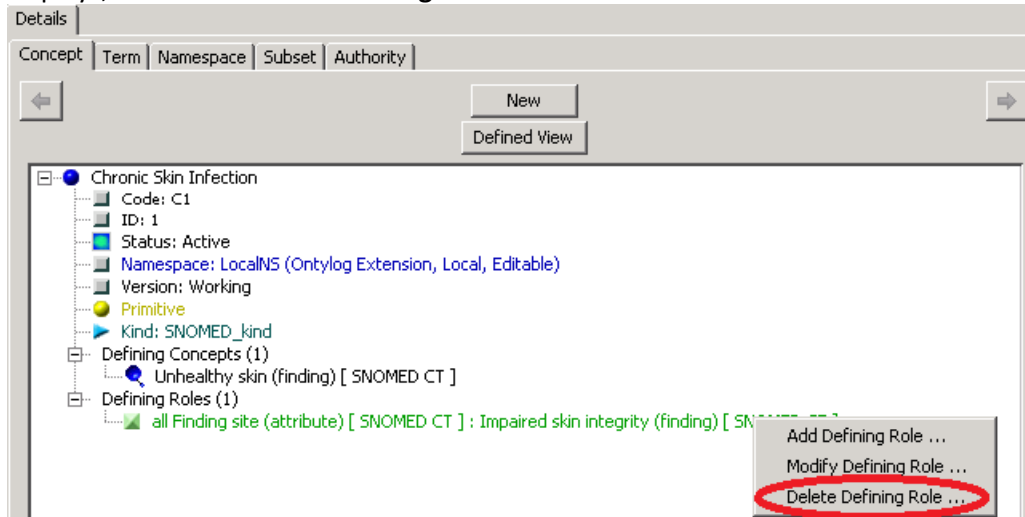 Details
Concept Term Namespace Subset Authority
New
Defined View
Chronic Skin Infection
Code: C1
ID: 1
Status: Active
Namespace: LocalNS (Ontylog Extension, Local, Editable)
Version: Working
Primitive
Kind: SNOMED_kind
Defining Concepts (1)
Unhealthy skin (finding) [ SNOMED CT ]
Defining Roles (1)
all Finding site (attribute) [ SNOMED CT ] : Impaired skin integrity (finding) [ SNOMED CT ]
Add Defining Role ...
Modify Defining Role ...
Delete Defining Role ...